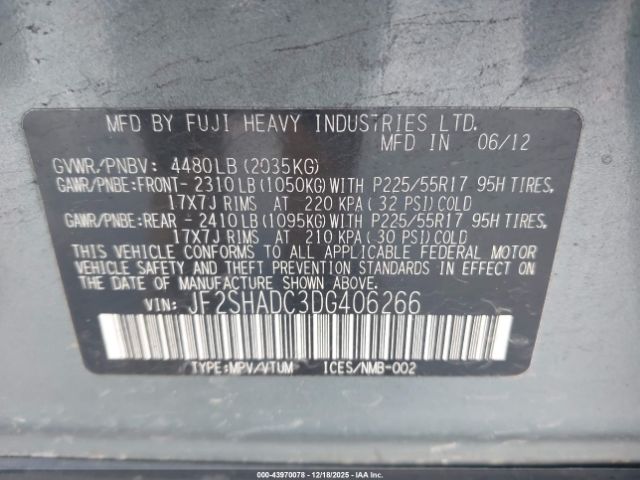 MFD BY FUJI HEAVY INDUSTRIES LTD.
MFD IN 06/12
GVWR/PNBV: 4480LB(2035KG)
GAWR/PNBE:FRONT- 2310LB(1050KG)WITH P225/55R17 95H TIRES,
17X7J RIMS AT 220 KPA(32 PSI)COLD
GAWR/PNBE:REAR - 2410LB(1095KG)WITH P225/55R17 95H TIRES,
17X7J RIMS AT 210 KPA(30 PSI)COLD
THIS VEHICLE CONFORMS TO ALL APPLICABLE FEDERAL MOTOR
VEHICLE SAFETY AND THEFT PREVENTION STANDARDS IN EFFECT ON
THE DATE OF MANUFACTURE SHOWN ABOVE.
VIN: JF2SHADC3DG406266
TYPE:MPV/VTUM ICES/NMB-002
000-43970078 - 12/18/2025 - IAA Inc.